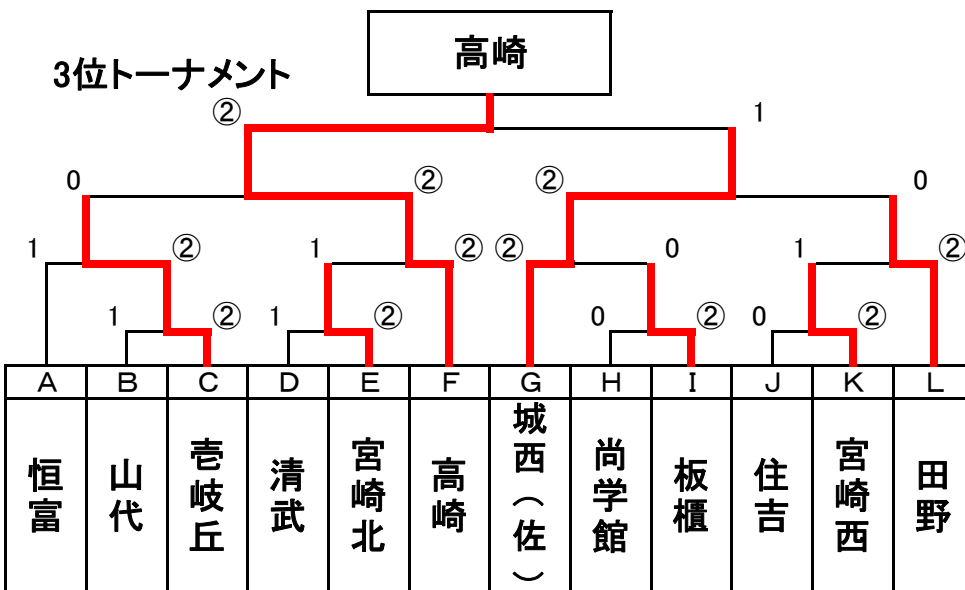 高崎
3位トーナメント
② 1
0 ② ② 0
1 ② 1 ② ② 0 1 ②
1 ② 1 ② 0 ② 0 ②
A B C D E F G H I J K L
恒富
山代
壱岐丘
清武
宮崎北
高崎
城西(佐)
尚学館
板櫃
住吉
宮崎西
田野